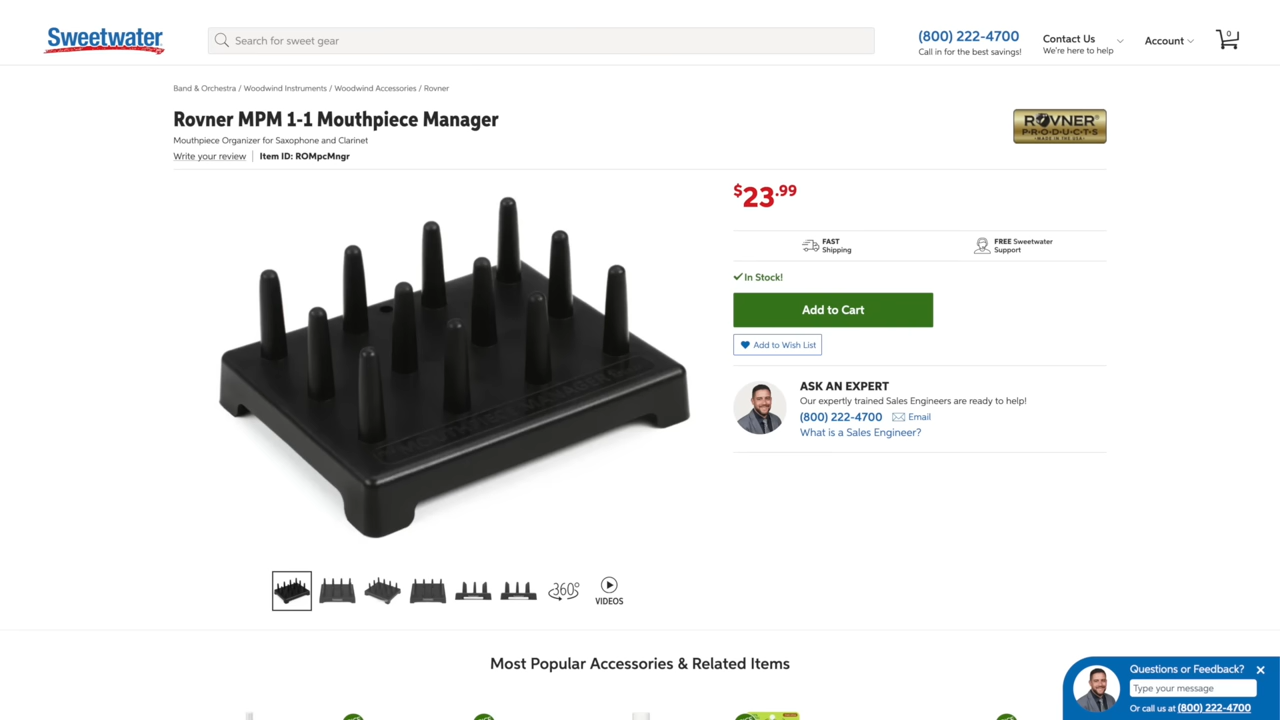 Sweetwater
Search for sweet gear
(800) 222-4700
Call in for the best savings!
Contact Us
We're here to help
Account
0
Band & Orchestra / Woodwind Instruments / Woodwind Accessories / Rovner
Rovner MPM 1-1 Mouthpiece Manager
Mouthpiece Organizer for Saxophone and Clarinet
Write your review
Item ID: ROMpcMngr
ROVNER®
PRODUCTS
MADE IN THE USA
$23.99
FAST
Shipping
FREE Sweetwater
Support
In Stock!
Add to Cart
Add to Wish List
ASK AN EXPERT
Our expertly trained Sales Engineers are ready to help!
(800) 222-4700
Email
What is a Sales Engineer?
360°
VIDEOS
Most Popular Accessories & Related Items
Questions or Feedback?
Type your message
Or call us at (800) 222-4700